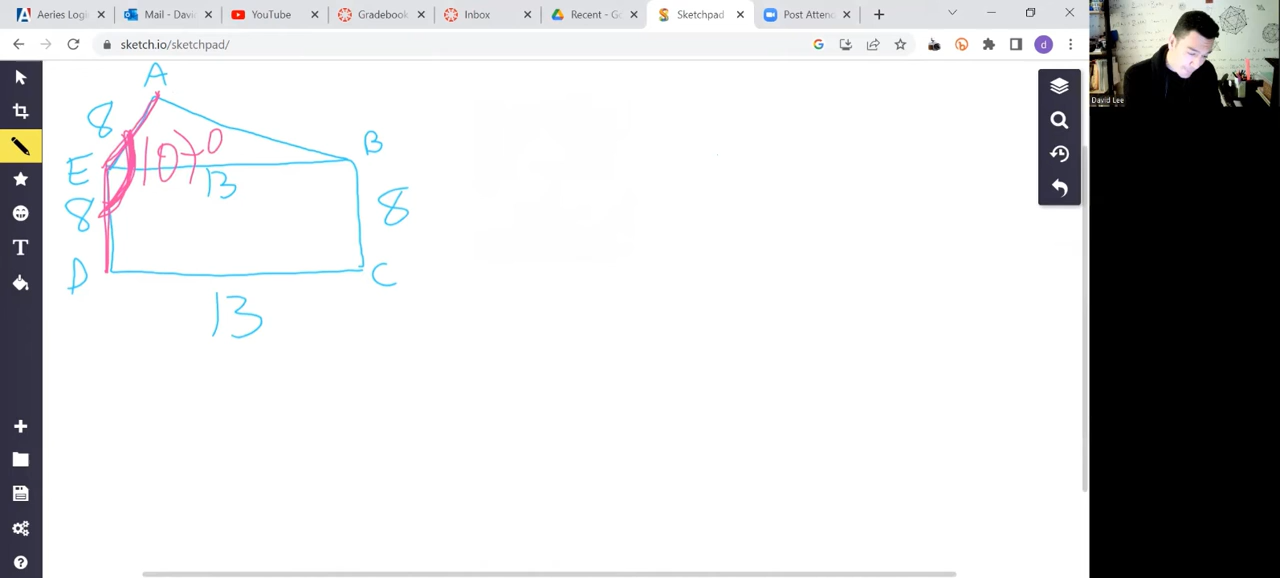 Aeries Logi
Mail - Davi
YouTube
Gradebook
Inbox
Recent - Go
Sketchpad
Post Attend
sketch.io/sketchpad/
G
d
A
8
B
E
13
8
8
D
C
13
T
David Lee